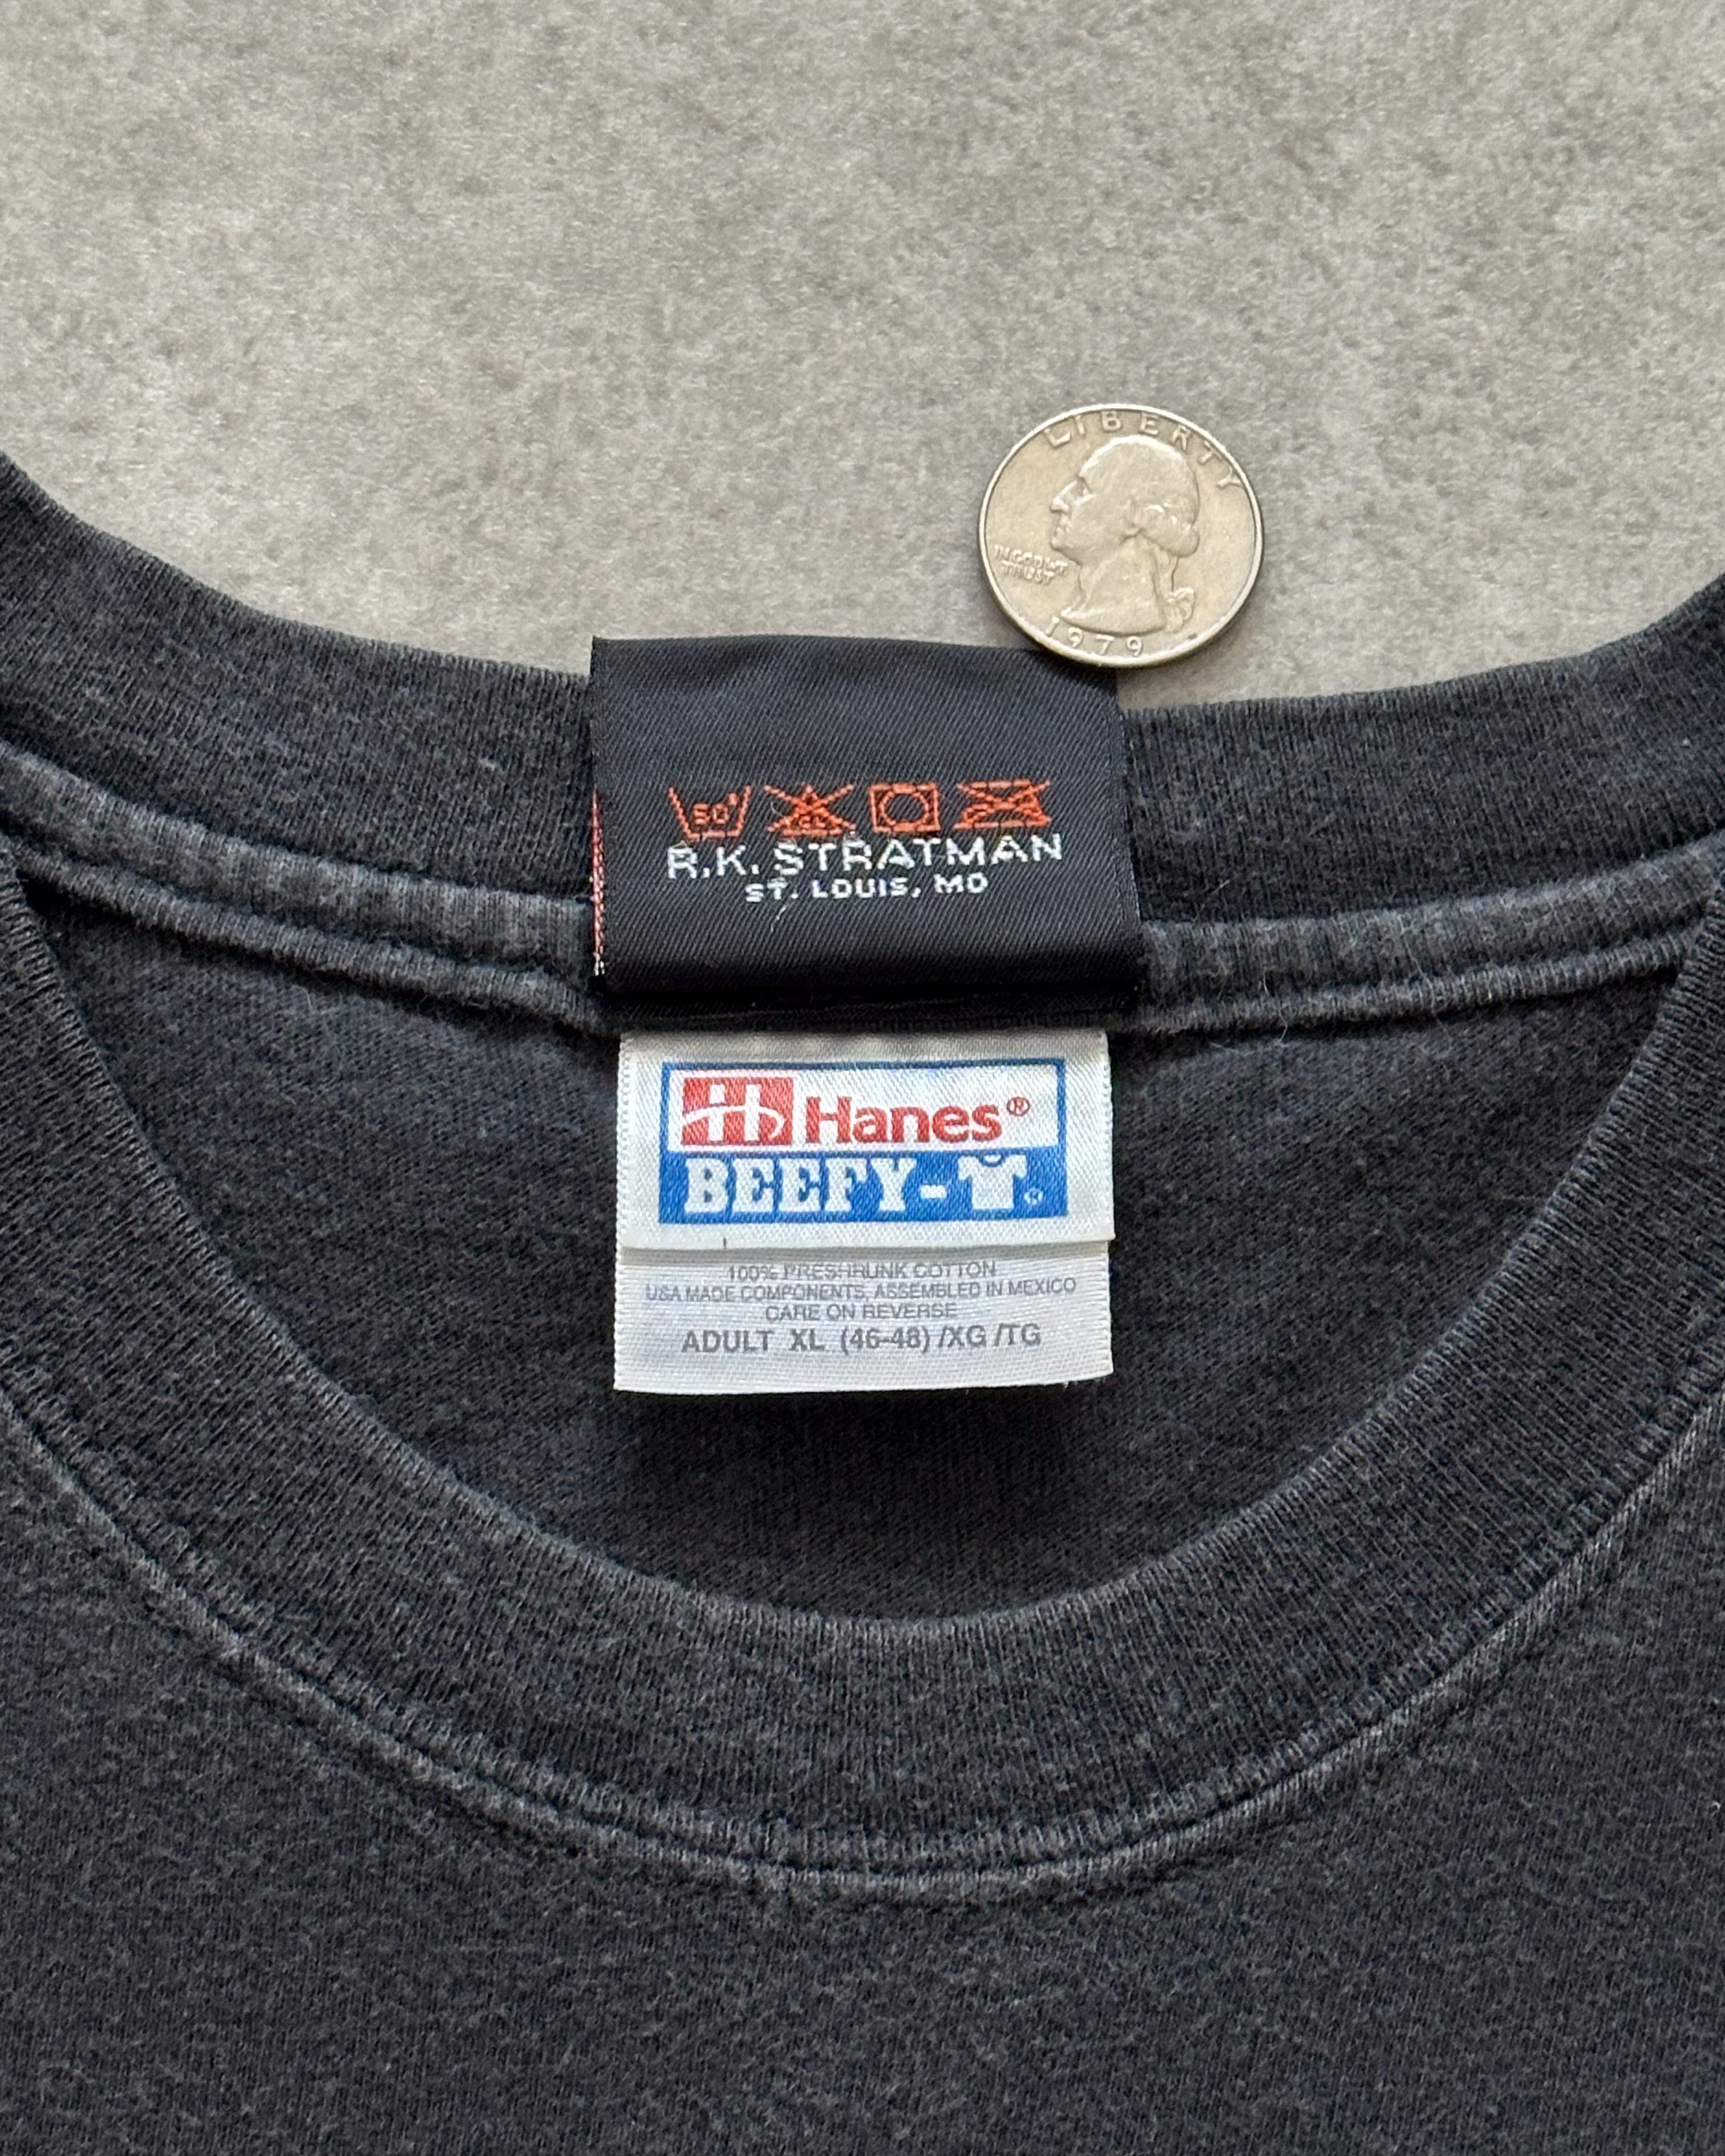 LIBERTY
IN GOD WE
TRUST
1979
50°
CL
R.K. STRATMAN
ST. LOUIS, MO
H Hanes®
BEEFY-T®
100% PRESHRUNK COTTON
USA MADE COMPONENTS, ASSEMBLED IN MEXICO
CARE ON REVERSE
ADULT XL (46-48) /XG /TG